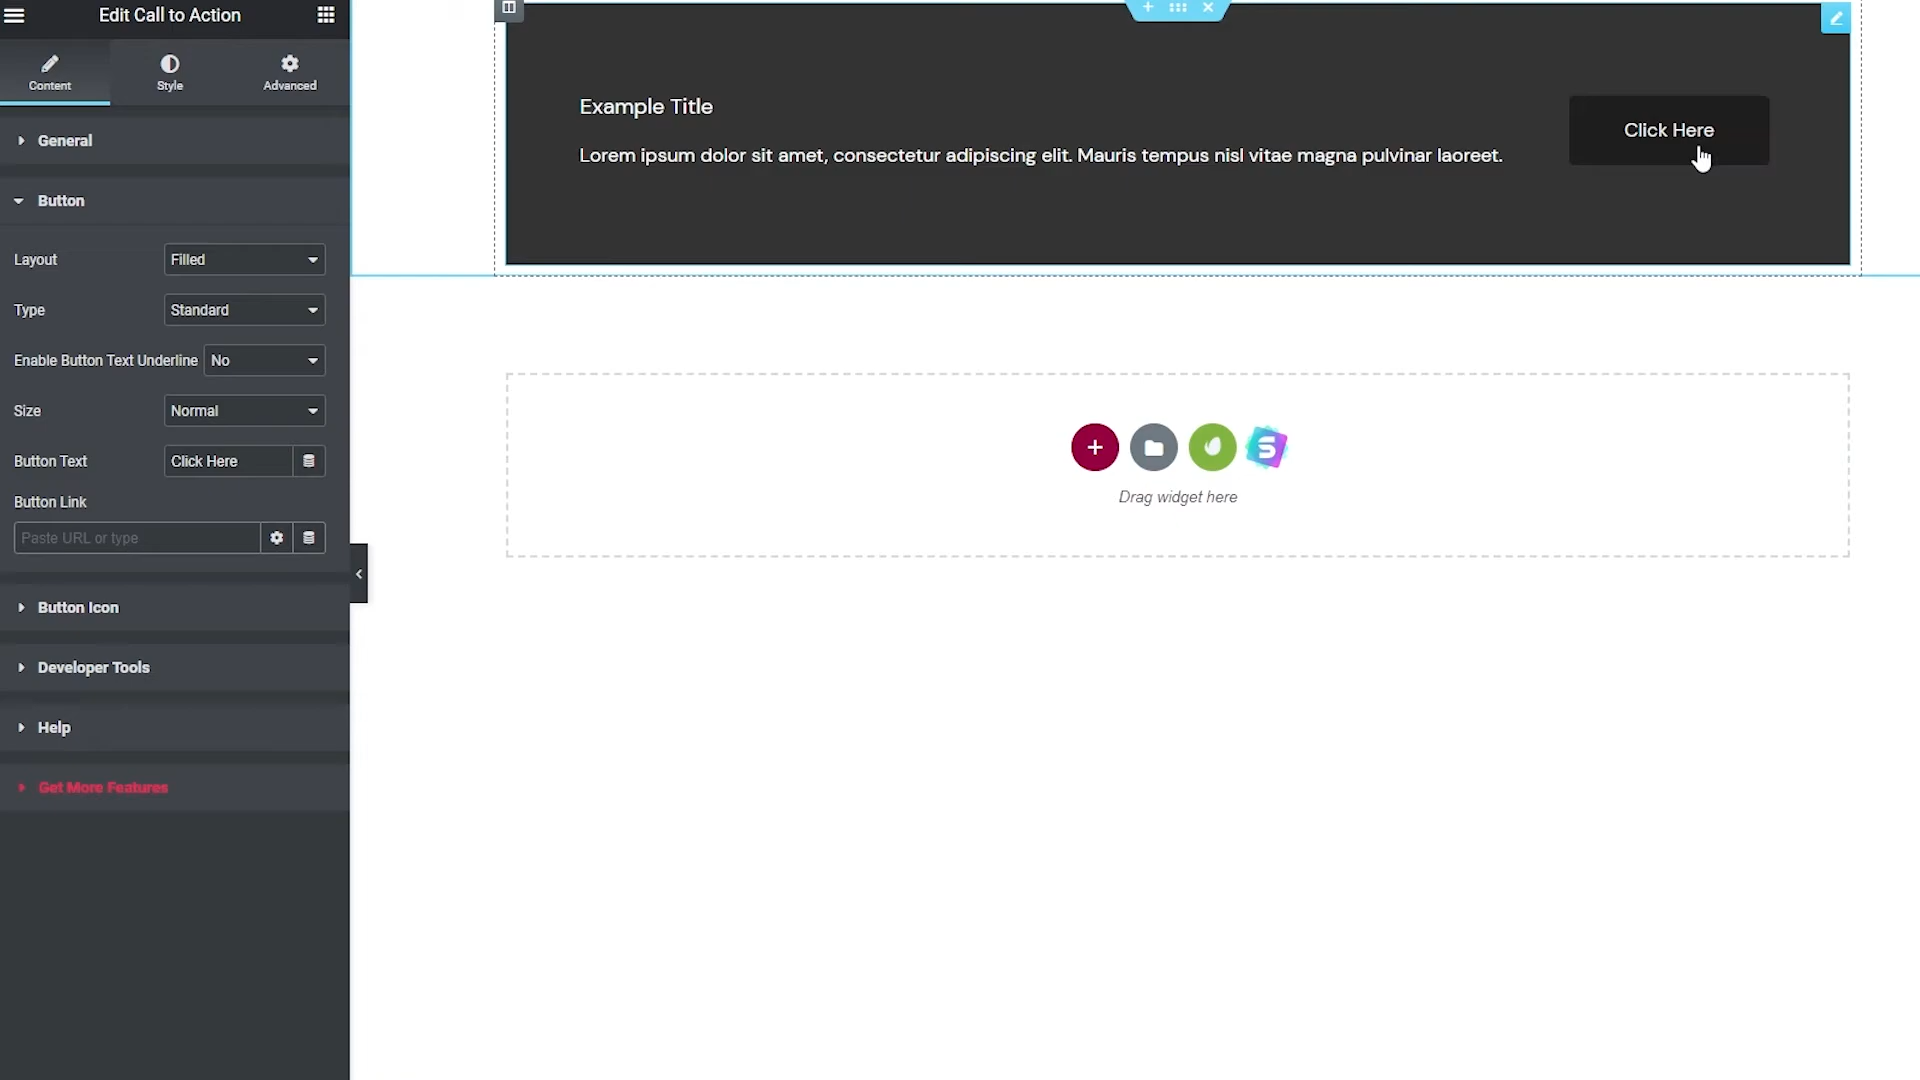 Edit Call to Action
Content
Style
Advanced
General
Button
Layout
Filled
Type
Standard
Enable Button Text Underline
No
Size
Normal
Button Text
Click Here
Button Link
Paste URL or type
Button Icon
Developer Tools
Help
Get More Features
Example Title
Lorem ipsum dolor sit amet, consectetur adipiscing elit. Mauris tempus nisl vitae magna pulvinar laoreet.
Click Here
Drag widget here